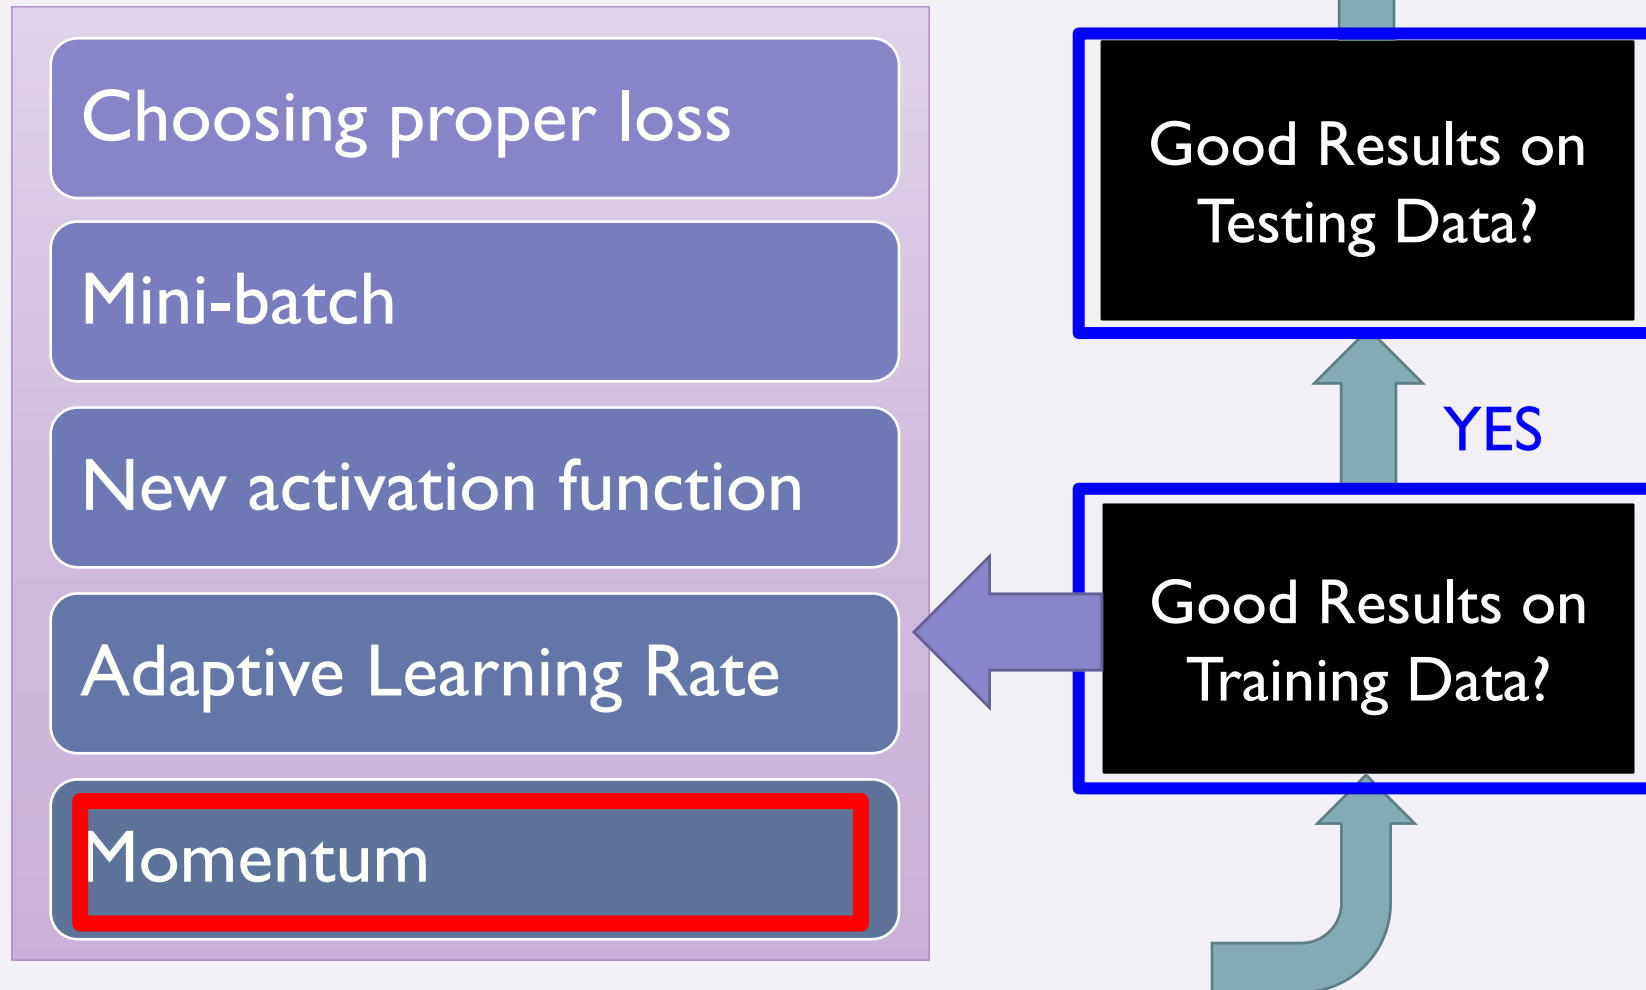 Choosing proper loss
Mini-batch
New activation function
Adaptive Learning Rate
Momentum
Good Results on
Testing Data?
YES
Good Results on
Training Data?